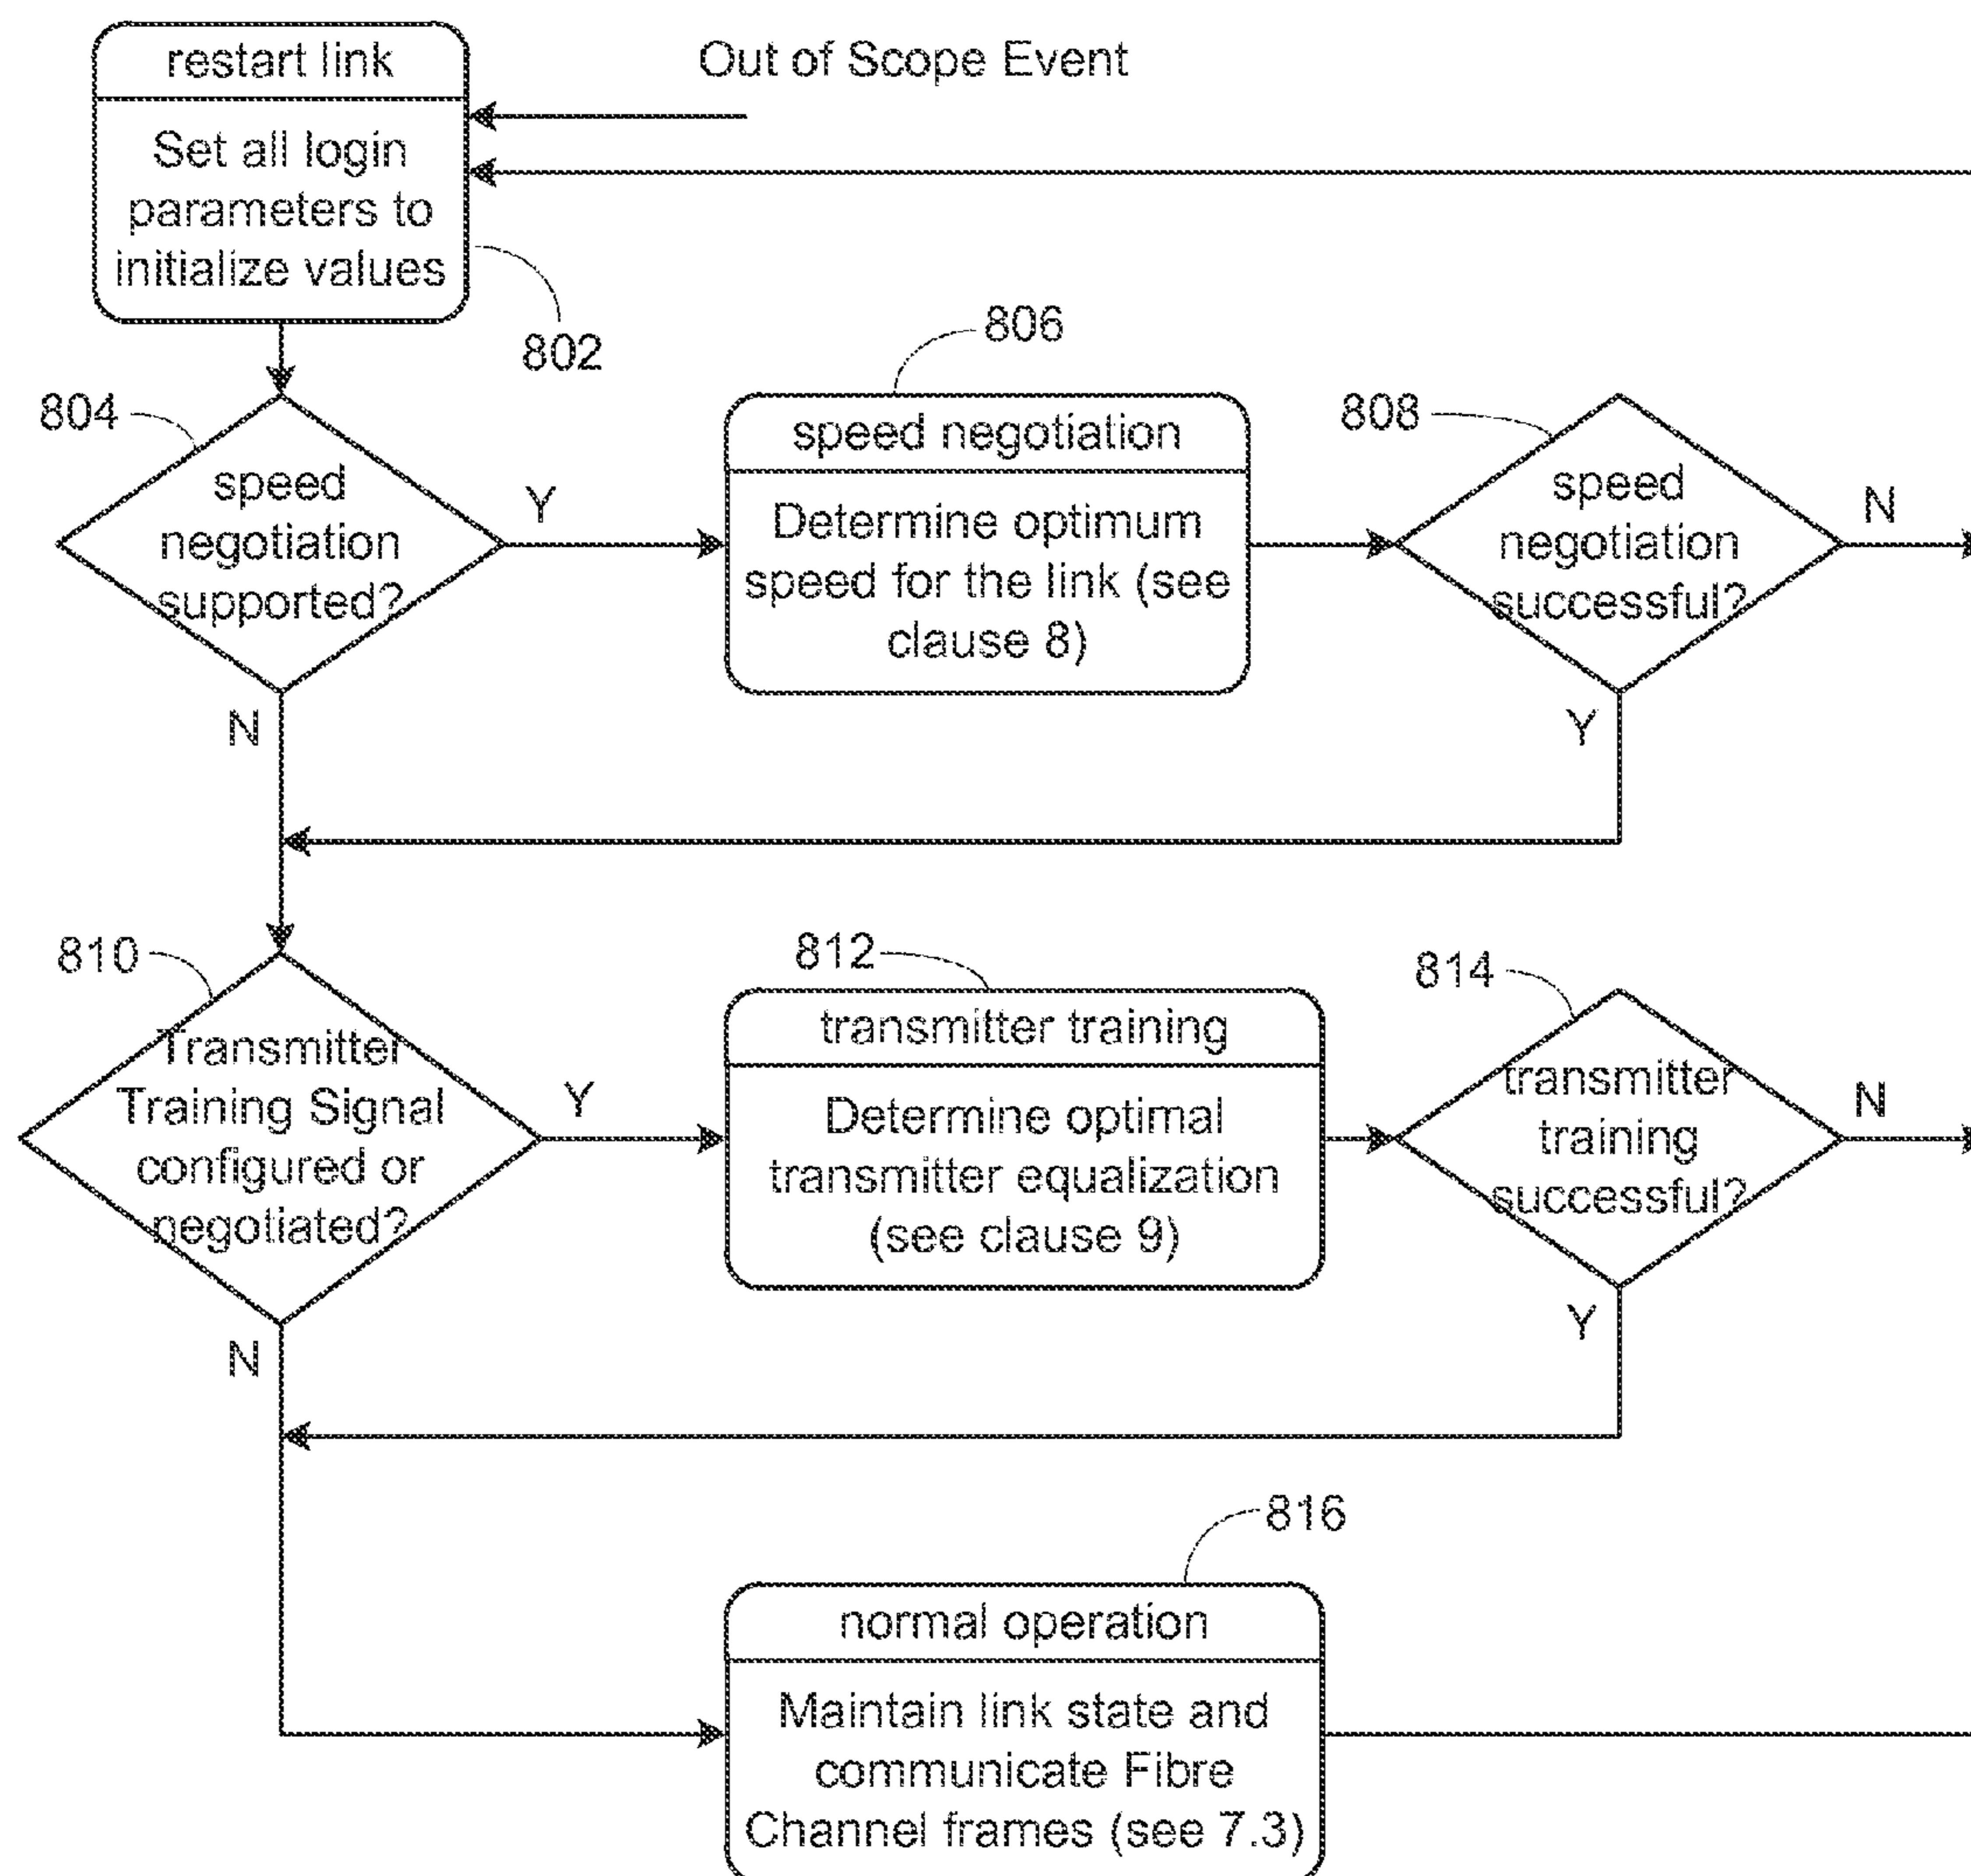 restart link
Out of Scope Event
Set all login
parameters to
initialize values
802
804
speed
negotiation
supported?
Y
N
806
speed negotiation
Determine optimum
speed for the link (see
clause 8)
808
speed
negotiation
successful?
N
Y
810
Transmitter
Training Signal
configured or
negotiated?
Y
N
812
transmitter training
Determine optimal
transmitter equalization
(see clause 9)
814
transmitter
training
successful?
N
Y
816
normal operation
Maintain link state and
communicate Fibre
Channel frames (see 7.3)